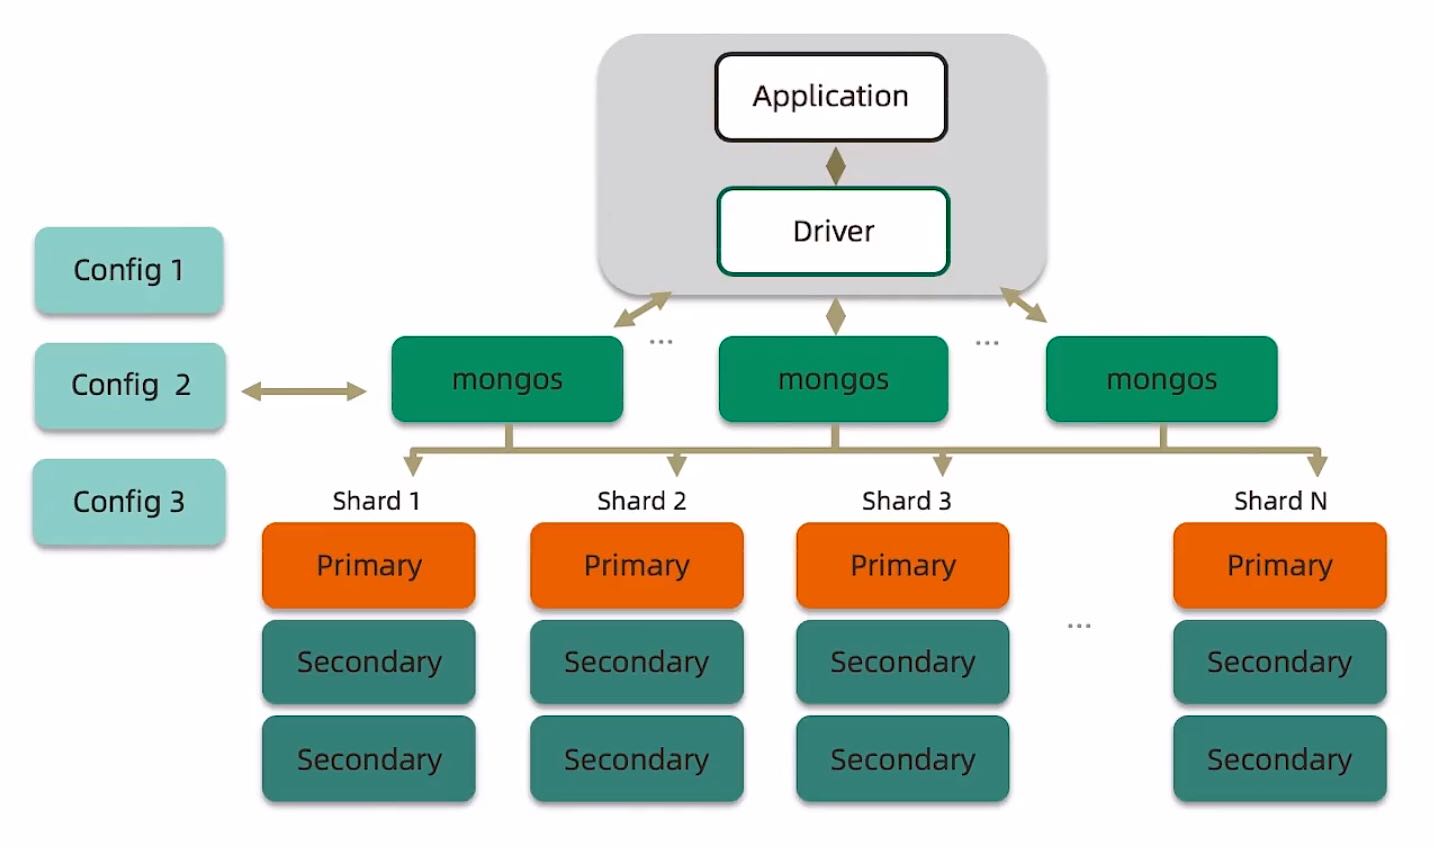 Application
Driver
Config 1
Config  2
Config 3
...
...
mongos
mongos
mongos
Shard 1
Shard 2
Shard 3
Shard N
Primary
Primary
Primary
Primary
...
Secondary
Secondary
Secondary
Secondary
Secondary
Secondary
Secondary
Secondary